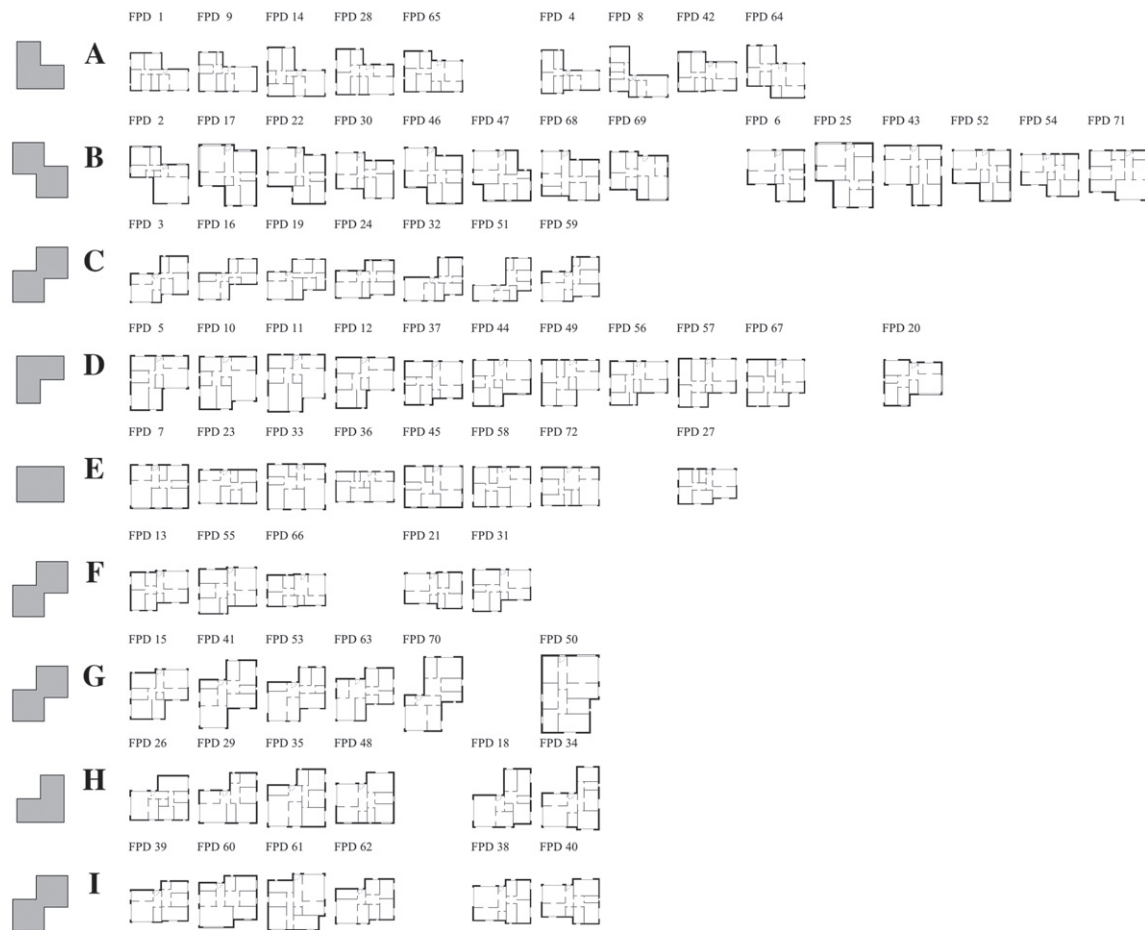 FPD 1 FPD 9 FPD 14 FPD 28 FPD 65 FPD 4 FPD 8 FPD 42 FPD 64
A
FPD 2 FPD 17 FPD 22 FPD 30 FPD 46 FPD 47 FPD 68 FPD 69 FPD 6 FPD 25 FPD 43 FPD 52 FPD 54 FPD 71
B
FPD 3 FPD 16 FPD 19 FPD 24 FPD 32 FPD 51 FPD 59
C
FPD 5 FPD 10 FPD 11 FPD 12 FPD 37 FPD 44 FPD 49 FPD 56 FPD 57 FPD 67 FPD 20
D
FPD 7 FPD 23 FPD 33 FPD 36 FPD 45 FPD 58 FPD 72 FPD 27
E
FPD 13 FPD 55 FPD 66 FPD 21 FPD 31
F
FPD 15 FPD 41 FPD 53 FPD 63 FPD 70 FPD 50
G
FPD 26 FPD 29 FPD 35 FPD 48 FPD 18 FPD 34
H
FPD 39 FPD 60 FPD 61 FPD 62 FPD 38 FPD 40
I